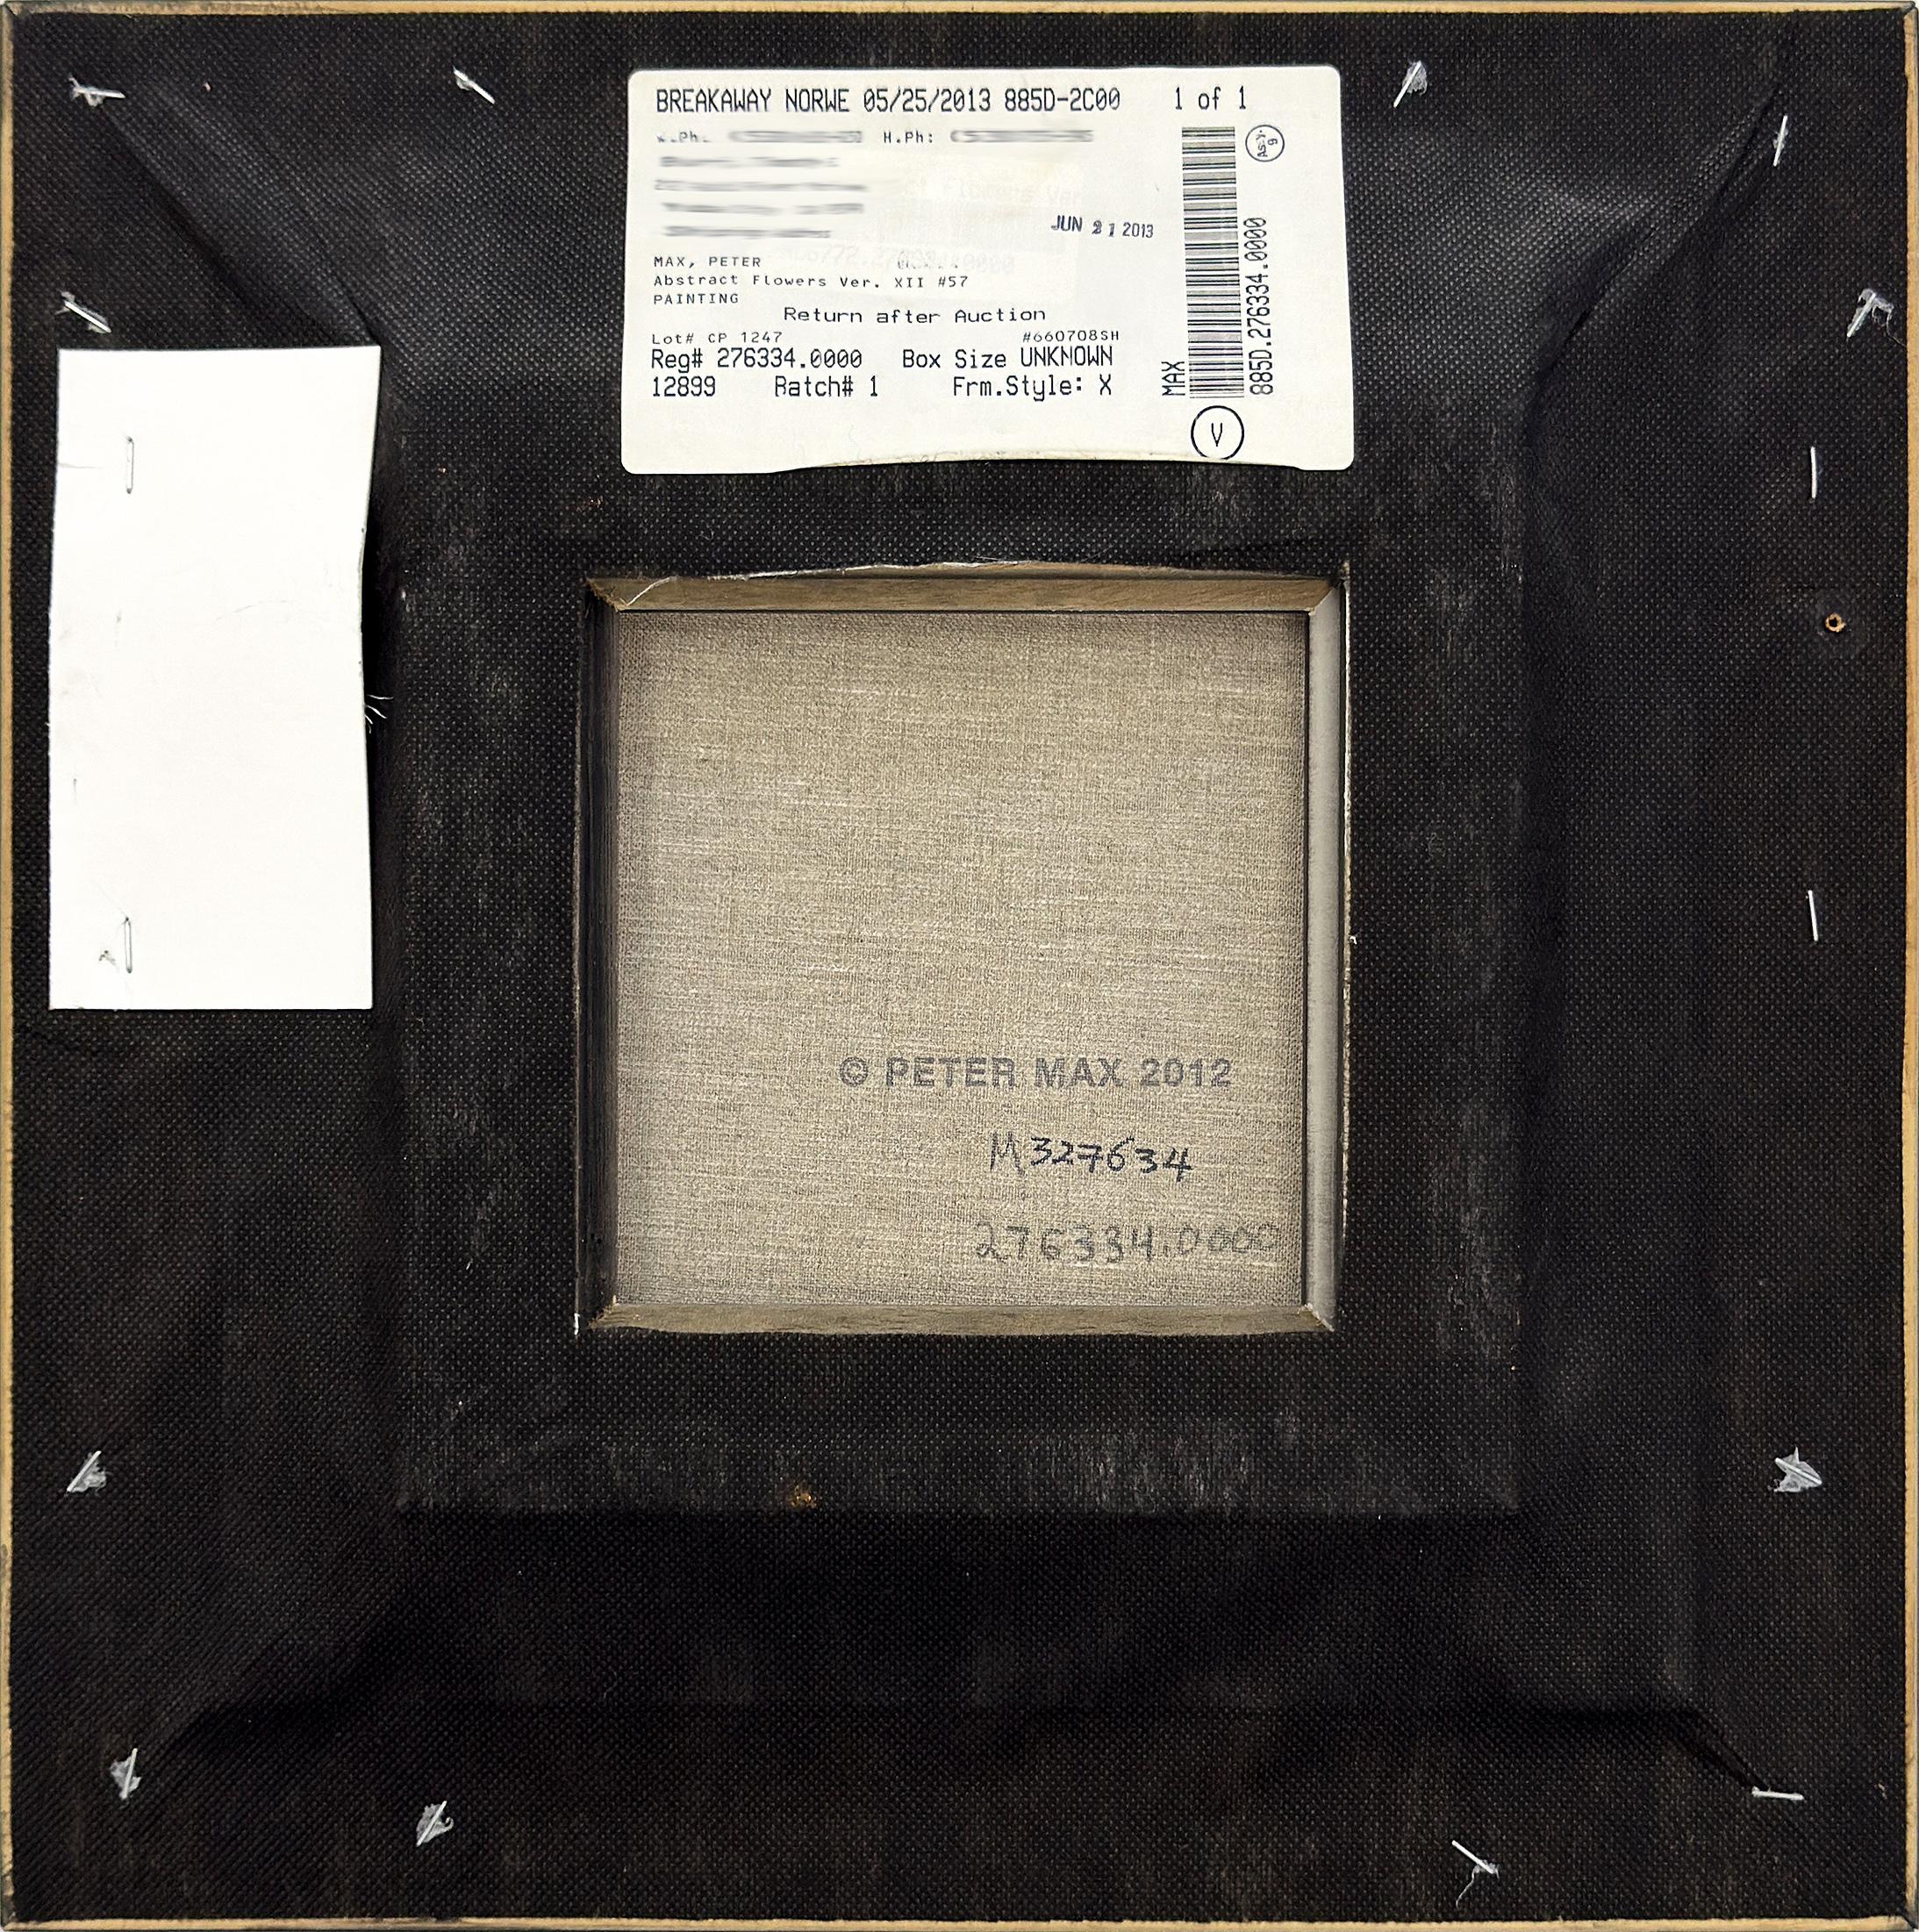 BREAKAWAY NORWE 05/25/2013 885D-2C00 1 of 1
H.Ph:
JUN 21 2013
MAX, PETER
Abstract Flowers Ver. XII #57
PAINTING
Return after Auction
Lot# CP 1247 #660708SH
Reg# 276334.0000 Box Size UNKNOWN
12899 Batch# 1 Frm.Style: X
MAX
885D.276334.0000
V
© PETER MAX 2012
M327634
276334.0000